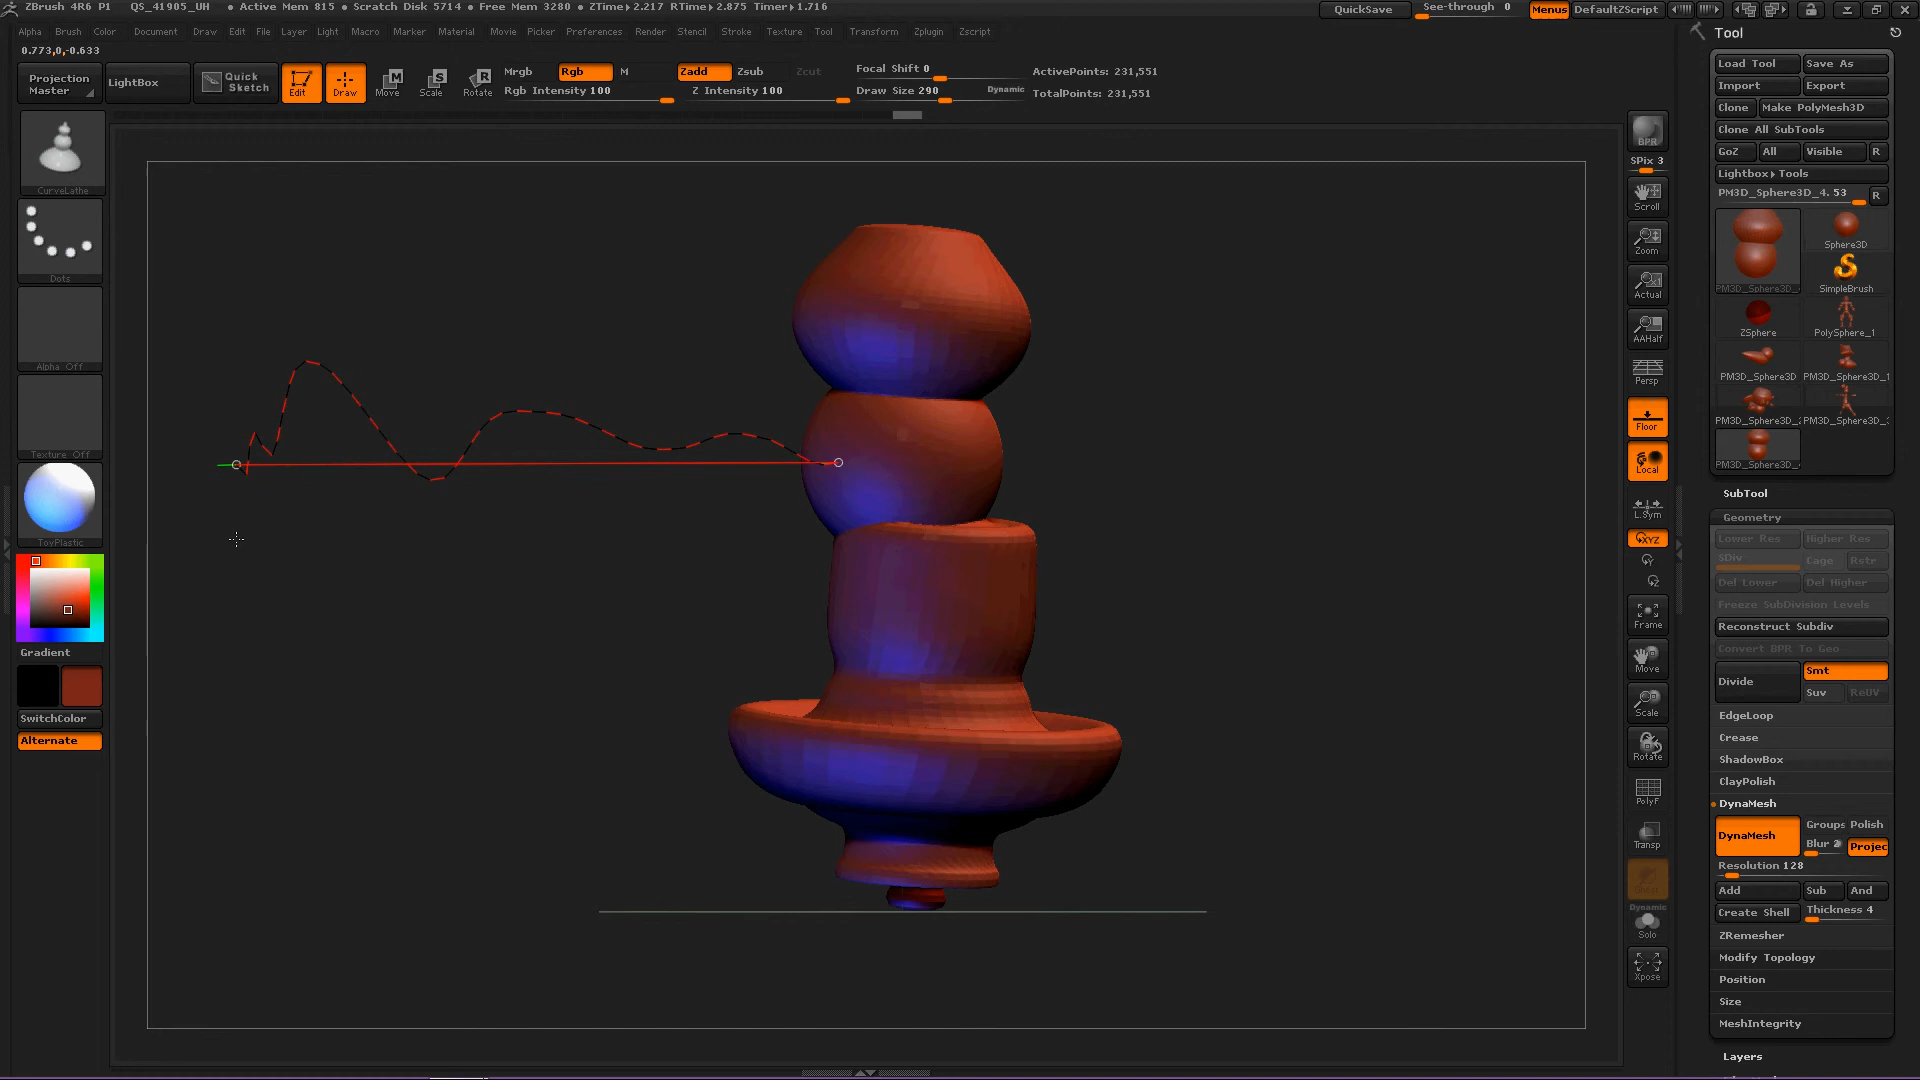 ZBrush 4R6 P1 QS_41905_UH • Active Mem 815 • Scratch Disk 5714 • Free Mem 3280 • ZTime▸2.217 RTime▸2.875 Timer▸1.716 QuickSave See-through 0 Menus DefaultZScript
Alpha Brush Color Document Draw Edit File Layer Light Macro Marker Material Movie Picker Preferences Render Stencil Stroke Texture Tool Transform Zplugin Zscript
0.773,0,-0.633
Projection Master
LightBox
Quick Sketch
Edit
Draw
Move
Scale
Rotate
Mrgb Rgb M
Rgb Intensity 100
Zadd Zsub Zcut
Z Intensity 100
Focal Shift 0
Draw Size 290 Dynamic
ActivePoints: 231,551
TotalPoints: 231,551
CurveLathe
Dots
Alpha Off
Texture Off
ToyPlastic
Gradient
SwitchColor
Alternate
BPR
SPix 3
Scroll
Zoom
Actual
AAHalf
Persp
Floor
Local
L.Sym
XYZ
Y
Z
Frame
Move
Scale
Rotate
PolyF
Transp
Ghost
Dynamic
Solo
Xpose
Tool
Load Tool Save As
Import Export
Clone Make PolyMesh3D
Clone All SubTools
GoZ All Visible R
Lightbox▸Tools
PM3D_Sphere3D_4. 53 R
Sphere3D
PM3D_Sphere3D_ SimpleBrush
ZSphere PolySphere_1
PM3D_Sphere3D PM3D_Sphere3D_1
PM3D_Sphere3D_2 PM3D_Sphere3D_3
PM3D_Sphere3D_
SubTool
Geometry
Lower Res Higher Res
SDiv Cage Rstr
Del Lower Del Higher
Freeze SubDivision Levels
Reconstruct Subdiv
Convert BPR To Geo
Divide Smt
Suv ReUV
EdgeLoop
Crease
ShadowBox
ClayPolish
DynaMesh
DynaMesh Groups Polish
Blur 2 Projec
Resolution 128
Add Sub And
Create Shell Thickness 4
ZRemesher
Modify Topology
Position
Size
MeshIntegrity
Layers